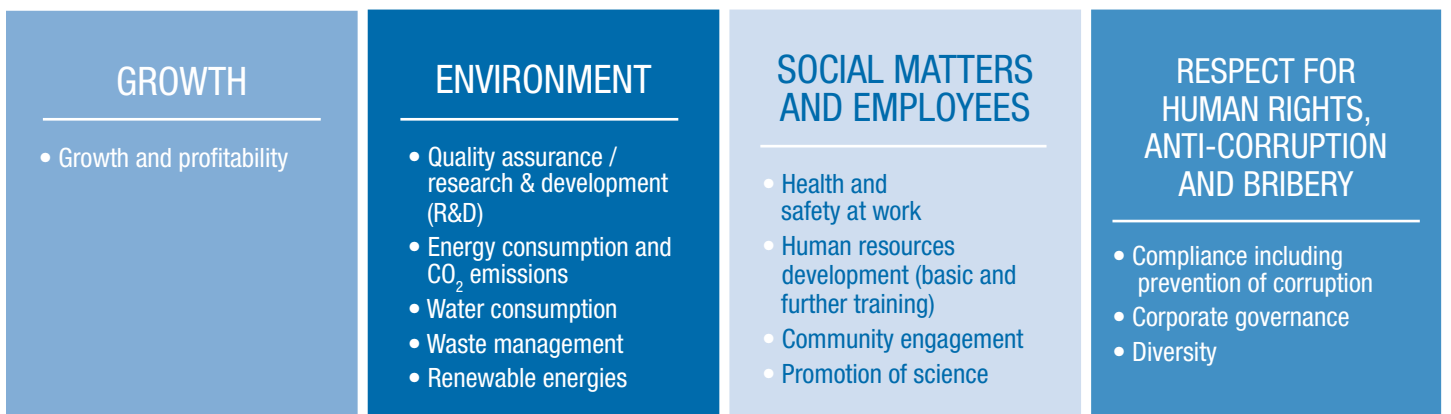 GROWTH
• Growth and profitability
ENVIRONMENT
• Quality assurance /
research & development
(R&D)
• Energy consumption and
CO₂ emissions
• Water consumption
• Waste management
• Renewable energies
SOCIAL MATTERS
AND EMPLOYEES
• Health and
safety at work
• Human resources
development (basic and
further training)
• Community engagement
• Promotion of science
RESPECT FOR
HUMAN RIGHTS,
ANTI-CORRUPTION
AND BRIBERY
• Compliance including
prevention of corruption
• Corporate governance
• Diversity